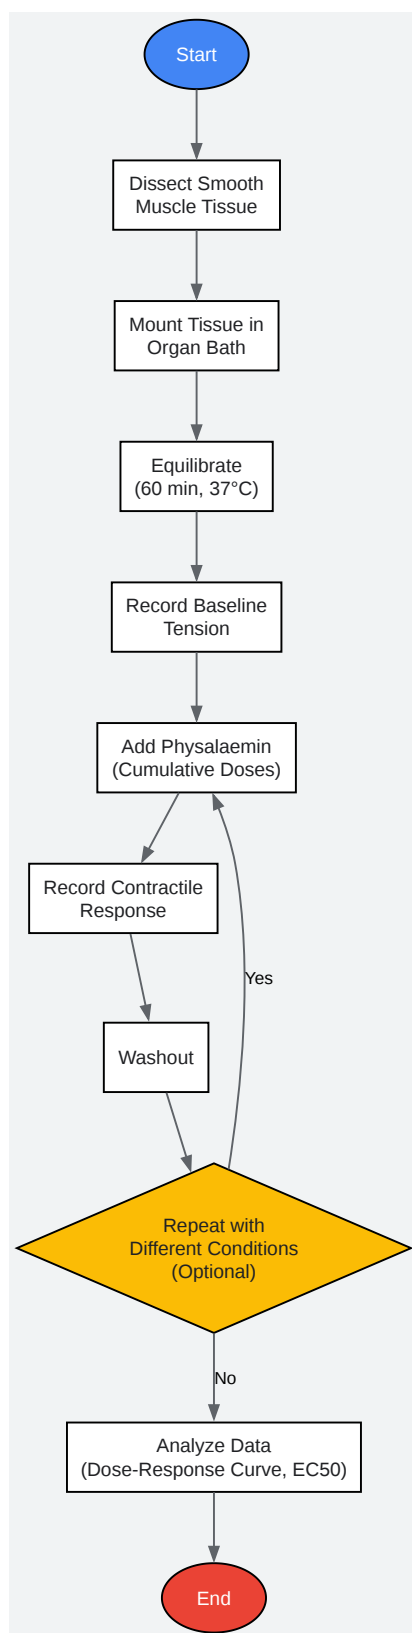 Start
Dissect Smooth
Muscle Tissue
Mount Tissue in
Organ Bath
Equilibrate
(60 min, 37°C)
Record Baseline
Tension
Add Physalaemin
(Cumulative Doses)
Record Contractile
Response
Yes
Washout
Repeat with
Different Conditions
(Optional)
No
Analyze Data
(Dose-Response Curve, EC50)
End